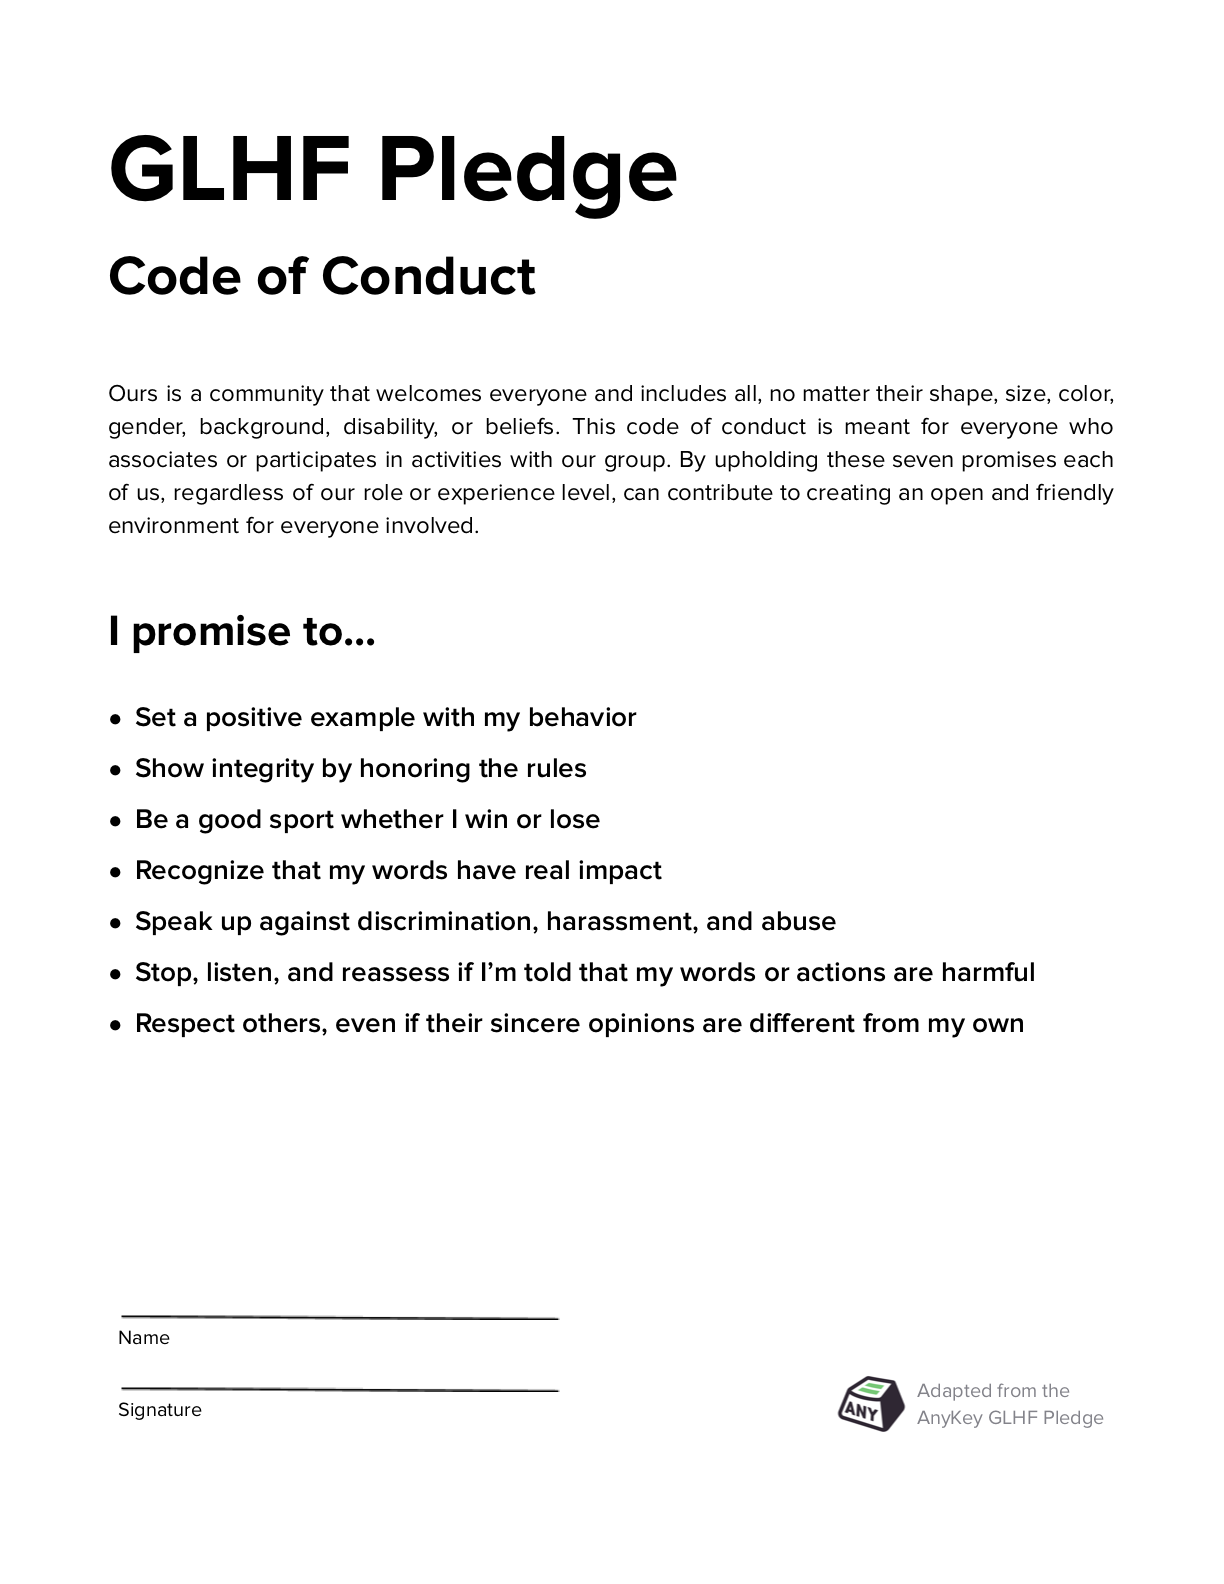 GLHF Pledge
Code of Conduct
Ours is a community that welcomes everyone and includes all, no matter their shape, size, color,
gender, background, disability, or beliefs. This code of conduct is meant for everyone who
associates or participates in activities with our group. By upholding these seven promises each
of us, regardless of our role or experience level, can contribute to creating an open and friendly
environment for everyone involved.
I promise to...
● Set a positive example with my behavior
● Show integrity by honoring the rules
● Be a good sport whether I win or lose
● Recognize that my words have real impact
● Speak up against discrimination, harassment, and abuse
● Stop, listen, and reassess if I’m told that my words or actions are harmful
● Respect others, even if their sincere opinions are different from my own
Name
Signature
ANY
Adapted from the
AnyKey GLHF Pledge